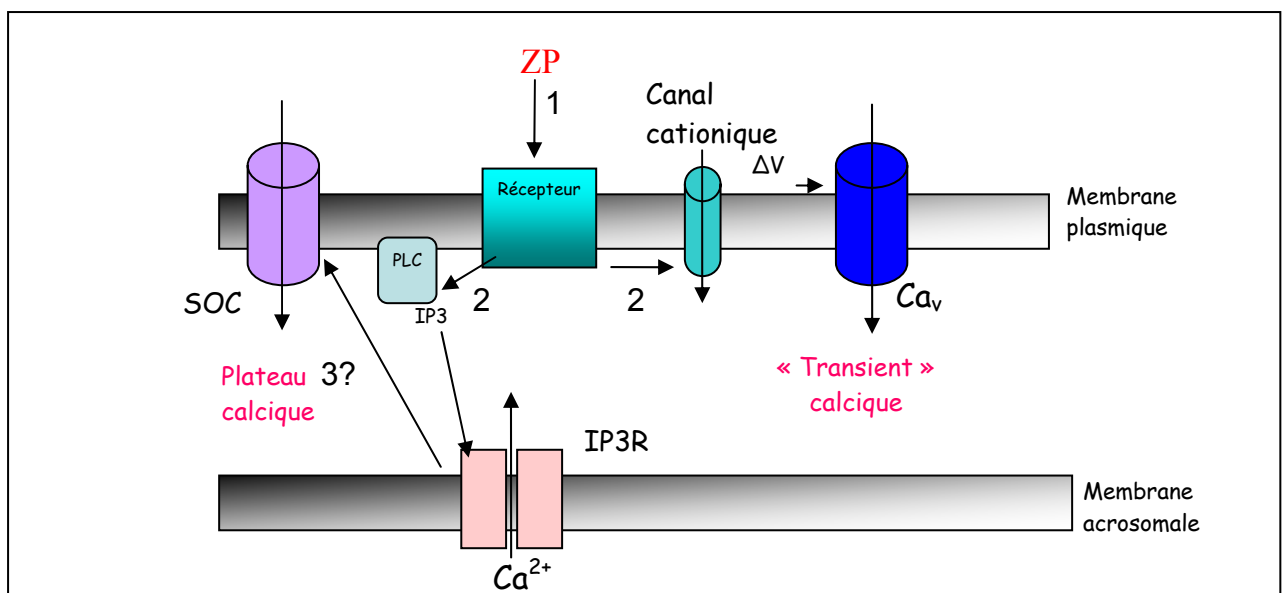 ZP
1
Canal
cationique
ΔV
Récepteur
Membrane
plasmique
PLC
SOC
IP3
2
2
Ca_v
Plateau 3?
calcique
« Transient »
calcique
IP3R
Membrane
acrosomale
Ca²⁺